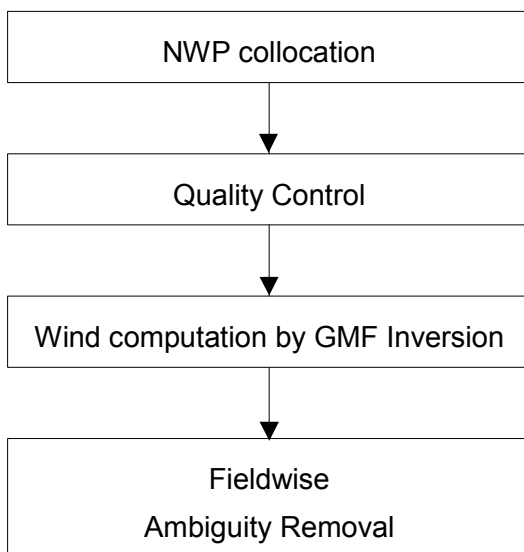 NWP collocation
Quality Control
Wind computation by GMF Inversion
Fieldwise
Ambiguity Removal